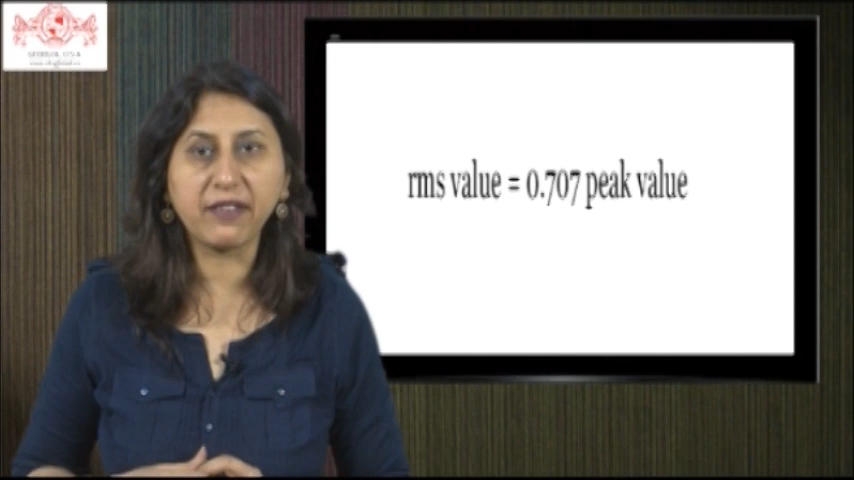 rms value = 0.707 peak value